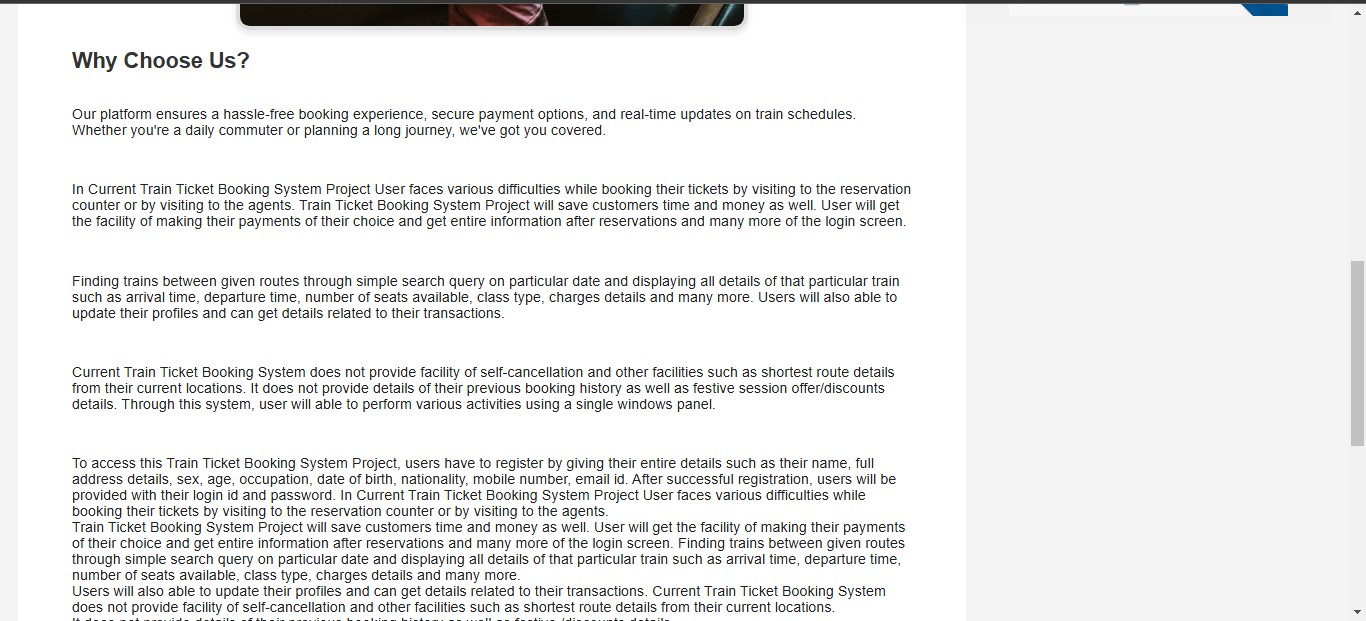 Why Choose Us?
Our platform ensures a hassle-free booking experience, secure payment options, and real-time updates on train schedules.
Whether you're a daily commuter or planning a long journey, we've got you covered.
In Current Train Ticket Booking System Project User faces various difficulties while booking their tickets by visiting to the reservation
counter or by visiting to the agents. Train Ticket Booking System Project will save customers time and money as well. User will get
the facility of making their payments of their choice and get entire information after reservations and many more of the login screen.
Finding trains between given routes through simple search query on particular date and displaying all details of that particular train
such as arrival time, departure time, number of seats available, class type, charges details and many more. Users will also able to
update their profiles and can get details related to their transactions.
Current Train Ticket Booking System does not provide facility of self-cancellation and other facilities such as shortest route details
from their current locations. It does not provide details of their previous booking history as well as festive session offer/discounts
details. Through this system, user will able to perform various activities using a single windows panel.
To access this Train Ticket Booking System Project, users have to register by giving their entire details such as their name, full
address details, sex, age, occupation, date of birth, nationality, mobile number, email id. After successful registration, users will be
provided with their login id and password. In Current Train Ticket Booking System Project User faces various difficulties while
booking their tickets by visiting to the reservation counter or by visiting to the agents.
Train Ticket Booking System Project will save customers time and money as well. User will get the facility of making their payments
of their choice and get entire information after reservations and many more of the login screen. Finding trains between given routes
through simple search query on particular date and displaying all details of that particular train such as arrival time, departure time,
number of seats available, class type, charges details and many more.
Users will also able to update their profiles and can get details related to their transactions. Current Train Ticket Booking System
does not provide facility of self-cancellation and other facilities such as shortest route details from their current locations.
It does not provide details of their previous booking history as well as festive /discounts details